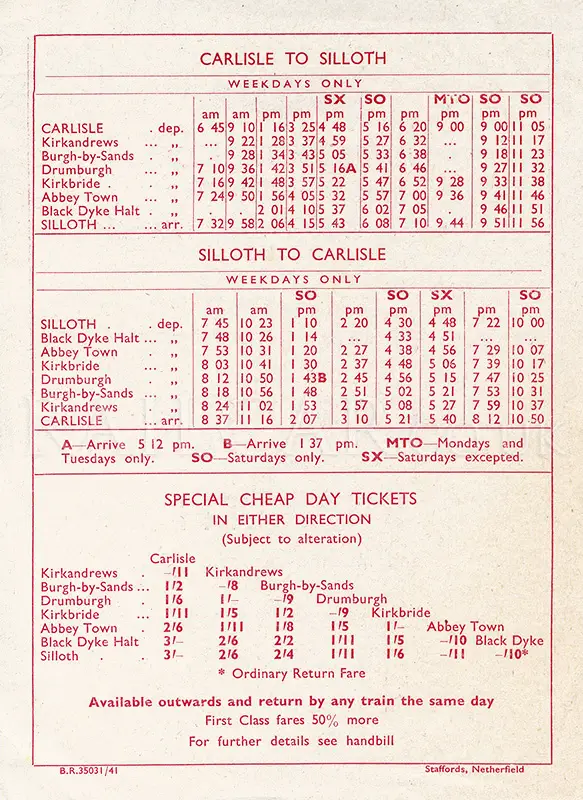 CARLISLE TO SILLOTH
WEEKDAYS ONLY
SX SO MTO SO SO
am am pm pm pm pm pm pm pm pm
CARLISLE . dep. 6 45 9 10 1 16 3 25 4 48 5 16 6 20 9 00 9 00 11 05
Kirkandrews ... „ ... 9 22 1 28 3 37 4 59 5 27 6 32 ... 9 12 11 17
Burgh-by-Sands . „ . 9 28 1 34 3 43 5 05 5 33 6 38 . 9 18 11 23
Drumburgh ... „ 7 10 9 36 1 42 3 51 5 16A 5 41 6 46 ... 9 27 11 32
Kirkbride . . „ 7 16 9 42 1 48 3 57 5 22 5 47 6 52 9 28 9 33 11 38
Abbey Town ... „ 7 24 9 50 1 56 4 05 5 32 5 57 7 00 9 36 9 41 11 46
Black Dyke Halt . „ . . 2 01 4 10 5 37 6 02 7 05 . 9 46 11 51
SILLOTH ... ... arr. 7 32 9 58 2 06 4 15 5 43 6 08 7 10 9 44 9 51 11 56
SILLOTH TO CARLISLE
WEEKDAYS ONLY
SO SO SX SO
am am pm pm pm pm pm pm
SILLOTH . . dep. 7 45 10 23 1 10 2 20 4 30 4 48 7 22 10 00
Black Dyke Halt ... „ 7 48 10 26 1 14 ... 4 33 4 51 ... ...
Abbey Town . „ 7 53 10 31 1 20 2 27 4 38 4 56 7 29 10 07
Kirkbride ... „ 8 03 10 41 1 30 2 37 4 48 5 06 7 39 10 17
Drumburgh . „ 8 12 10 50 1 43B 2 45 4 56 5 15 7 47 10 25
Burgh-by-Sands ... „ 8 18 10 56 1 48 2 51 5 02 5 21 7 53 10 31
Kirkandrews . „ 8 24 11 02 1 53 2 57 5 08 5 27 7 59 10 37
CARLISLE ... arr. 8 37 11 16 2 07 3 10 5 21 5 40 8 12 10 50
A—Arrive 5 12 pm. B—Arrive 1 37 pm. MTO—Mondays and
Tuesdays only. SO—Saturdays only. SX—Saturdays excepted.
SPECIAL CHEAP DAY TICKETS
IN EITHER DIRECTION
(Subject to alteration)
Carlisle
Kirkandrews . –/11 Kirkandrews
Burgh-by-Sands ... 1/2 –/8 Burgh-by-Sands
Drumburgh . 1/6 1/– –/9 Drumburgh
Kirkbride ... 1/11 1/5 1/2 –/9 Kirkbride
Abbey Town . 2/6 1/11 1/8 1/5 1/– Abbey Town
Black Dyke Halt 3/– 2/6 2/2 1/11 1/5 –/10 Black Dyke
Silloth . . 3/– 2/6 2/4 1/11 1/6 –/11 –/10*
* Ordinary Return Fare
Available outwards and return by any train the same day
First Class fares 50% more
For further details see handbill
B.R.35031/41 Staffords, Netherfield